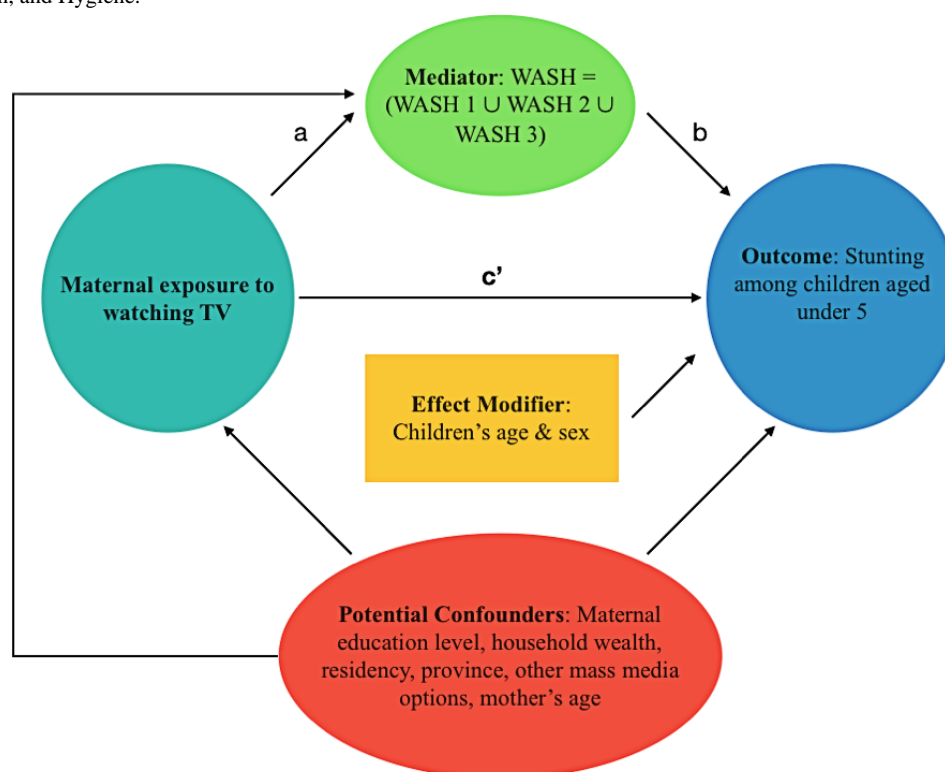 and Hygiene.
Mediator: WASH =
(WASH 1 ∪ WASH 2 ∪
WASH 3)
a
b
Maternal exposure to
watching TV
c'
Outcome: Stunting
among children aged
under 5
Effect Modifier:
Children's age & sex
Potential Confounders: Maternal
education level, household wealth,
residency, province, other mass media
options, mother's age